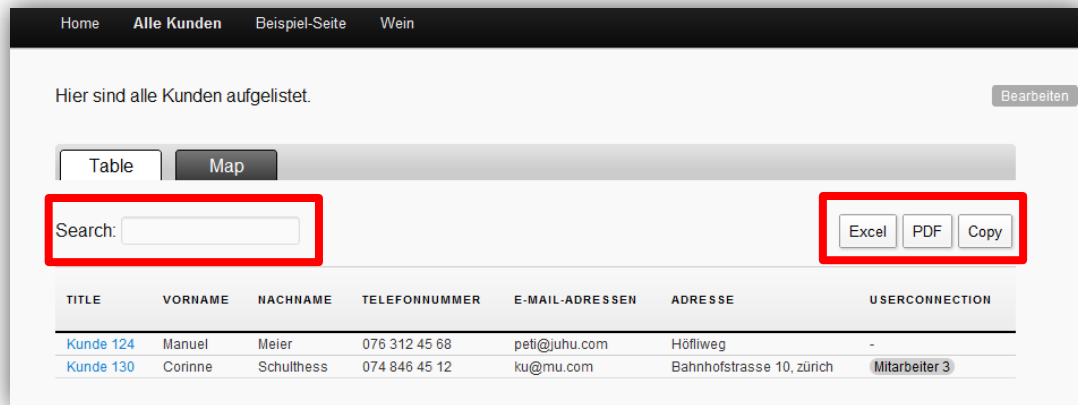 Home Alle Kunden Beispiel-Seite Wein
Hier sind alle Kunden aufgelistet. Bearbeiten
Table Map
Search: Excel PDF Copy
TITLE VORNAME NACHNAME TELEFONNUMMER E-MAIL-ADRESSEN ADRESSE USERCONNECTION
Kunde 124 Manuel Meier 076 312 45 68 peti@juhu.com Höfliweg -
Kunde 130 Corinne Schulthess 074 846 45 12 ku@mu.com Bahnhofstrasse 10, zürich Mitarbeiter 3